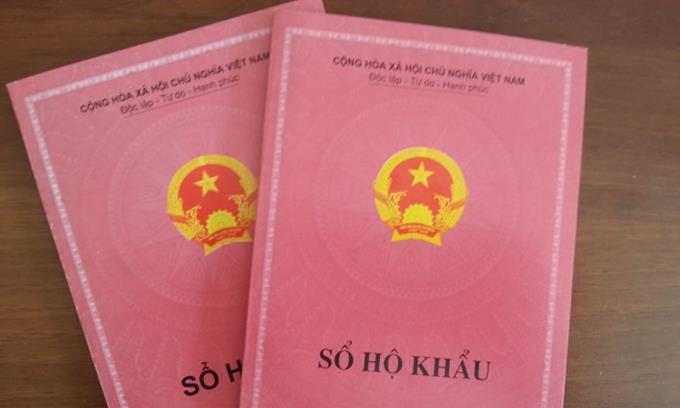 CỘNG HÒA XÃ HỘI CHỦ NGHĨA VIỆT NAM
Độc lập - Tự do - Hạnh phúc
SỔ H
CỘNG HÒA XÃ HỘI CHỦ NGHĨA VIỆT NAM
Độc lập - Tự do - Hạnh phúc
SỔ HỘ KHẨU